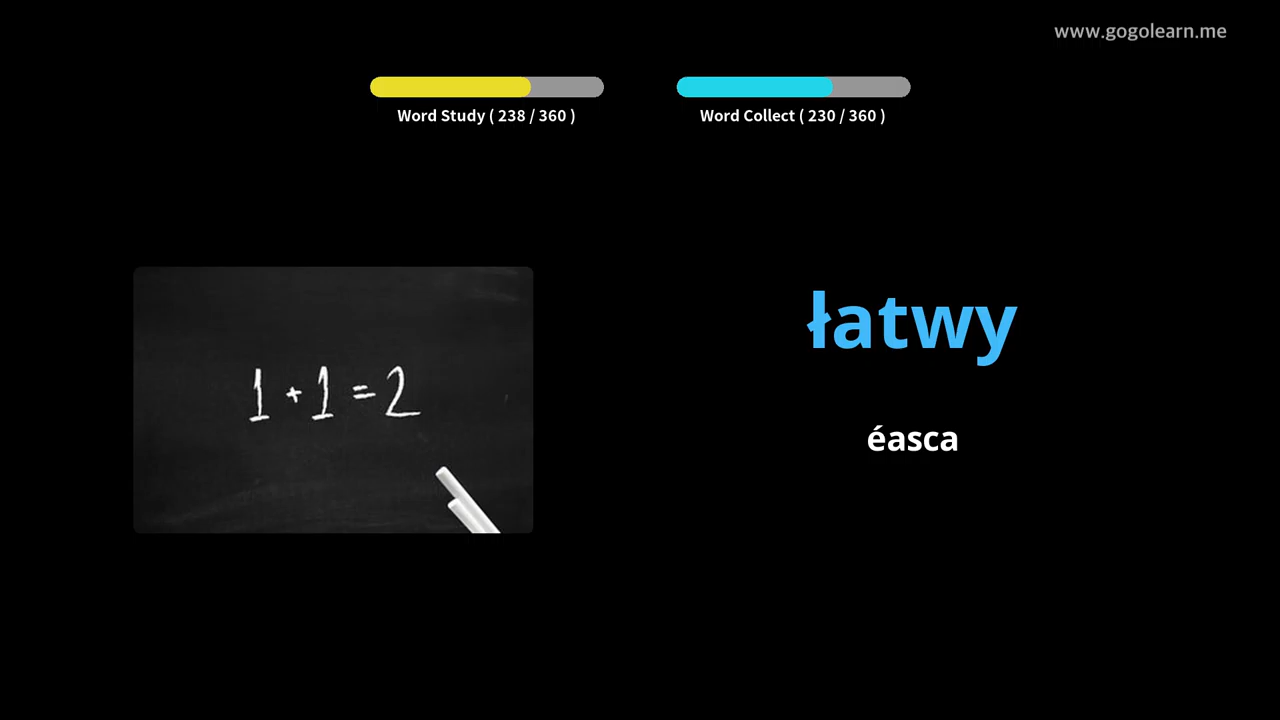 www.gogolearn.me
Word Study ( 238 / 360 )
Word Collect ( 230 / 360 )
1 + 1 = 2
łatwy
éasca